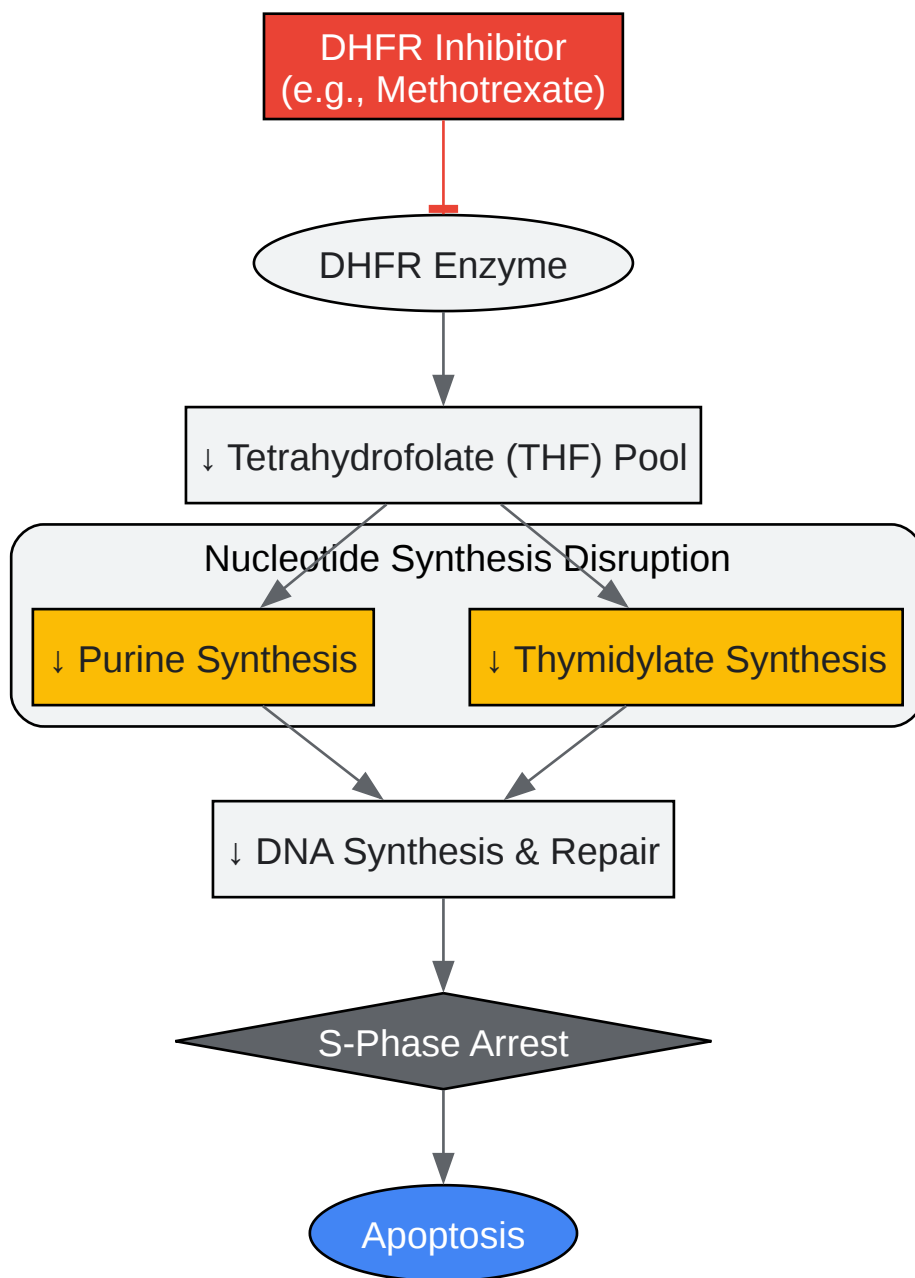 DHFR Inhibitor
(e.g., Methotrexate)
DHFR Enzyme
↓ Tetrahydrofolate (THF) Pool
Nucleotide Synthesis Disruption
↓ Purine Synthesis
↓ Thymidylate Synthesis
↓ DNA Synthesis & Repair
S-Phase Arrest
Apoptosis